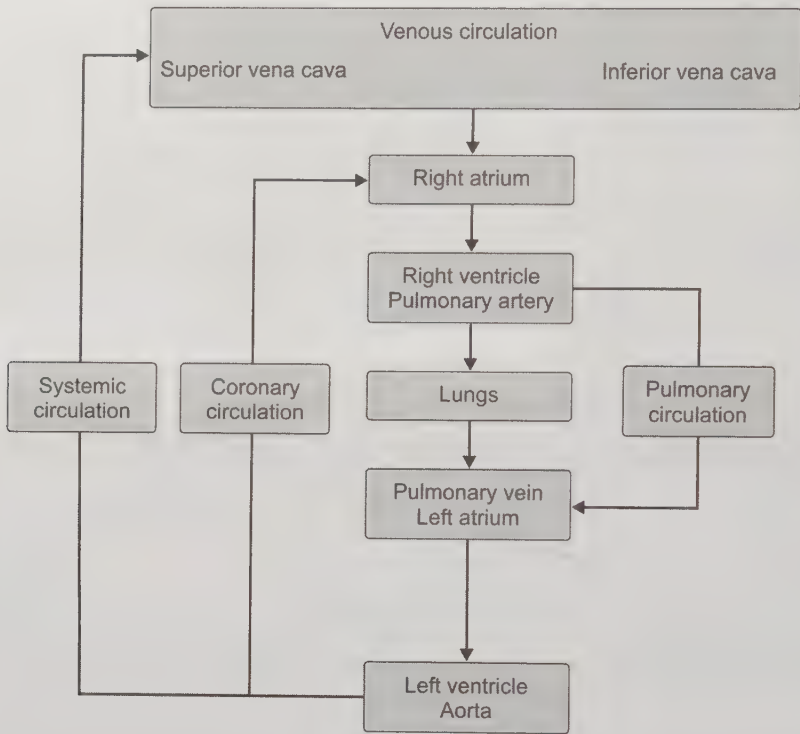 Venous circulation
Superior vena cava
Inferior vena cava
Right atrium
Right ventricle
Pulmonary artery
Systemic
circulation
Coronary
circulation
Lungs
Pulmonary
circulation
Pulmonary vein
Left atrium
Left ventricle
Aorta